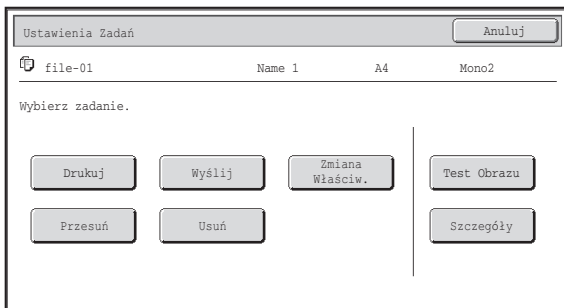 Ustawienia Zadań
Anuluj
file-01 Name 1 A4 Mono2
Wybierz zadanie.
Drukuj Wyślij Zmiana Właściw. Test Obrazu
Przesuń Usuń Szczegóły